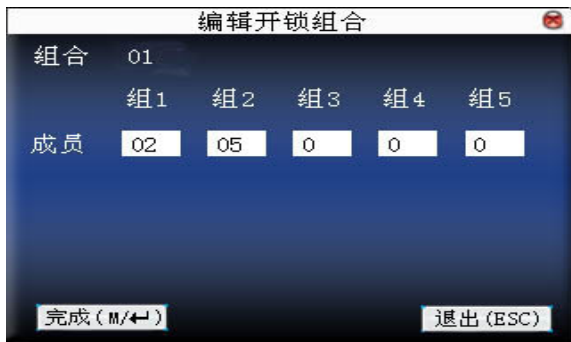 编辑开锁组合
组合 01
组1 组2 组3 组4 组5
成员 02 05 0 0 0
完成(M/↵) 退出(ESC)